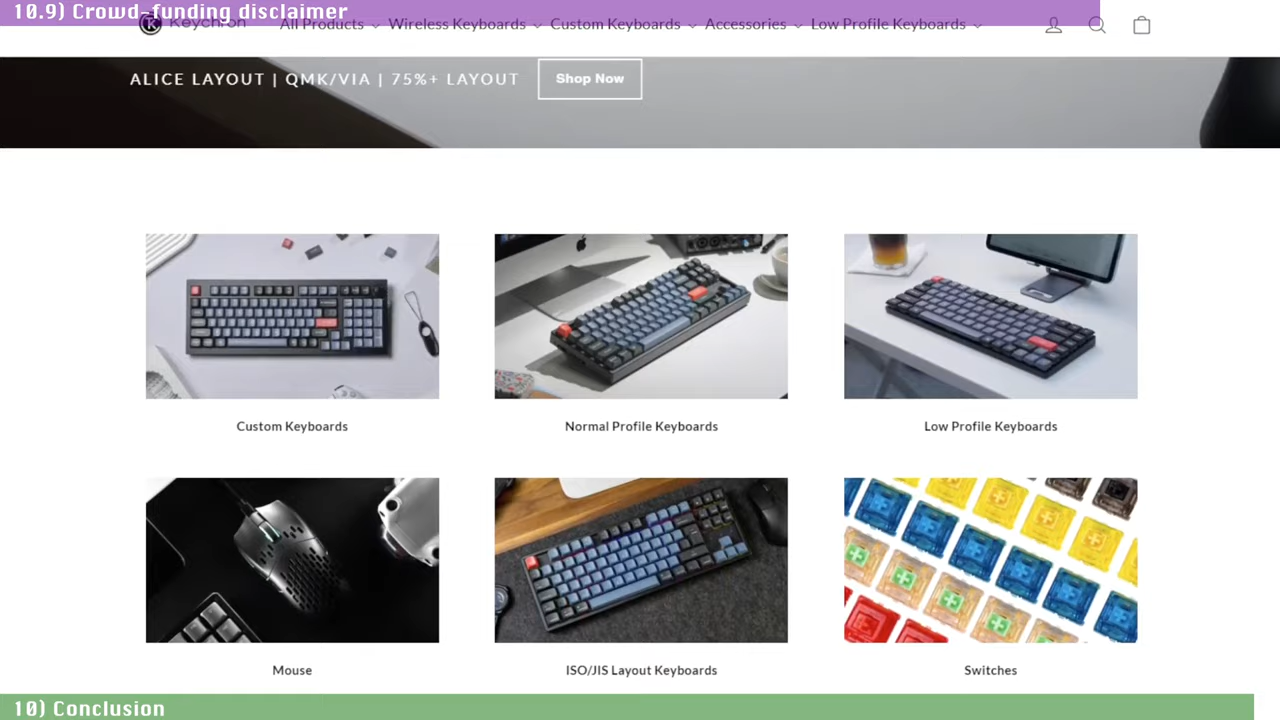 10.9) Crowd-funding disclaimer
Keychron All Products Wireless Keyboards Custom Keyboards Accessories Low Profile Keyboards
ALICE LAYOUT | QMK/VIA | 75%+ LAYOUT Shop Now
Custom Keyboards Normal Profile Keyboards Low Profile Keyboards
Mouse ISO/JIS Layout Keyboards Switches
10) Conclusion